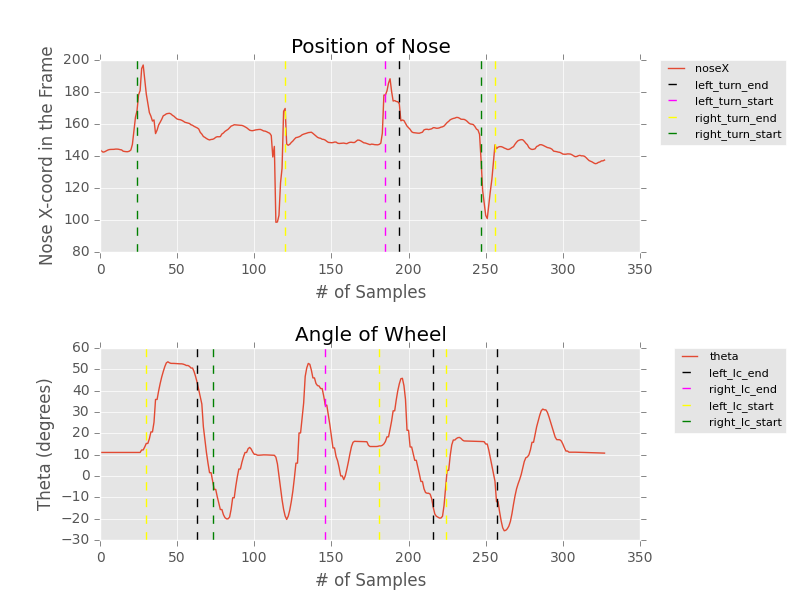 Position of Nose
Nose X-coord in the Frame
200
180
160
140
120
100
80
0 50 100 150 200 250 300 350
# of Samples
noseX
left_turn_end
left_turn_start
right_turn_end
right_turn_start
Angle of Wheel
Theta (degrees)
60
50
40
30
20
10
0
−10
−20
−30
0 50 100 150 200 250 300 350
# of Samples
theta
left_lc_end
right_lc_end
left_lc_start
right_lc_start